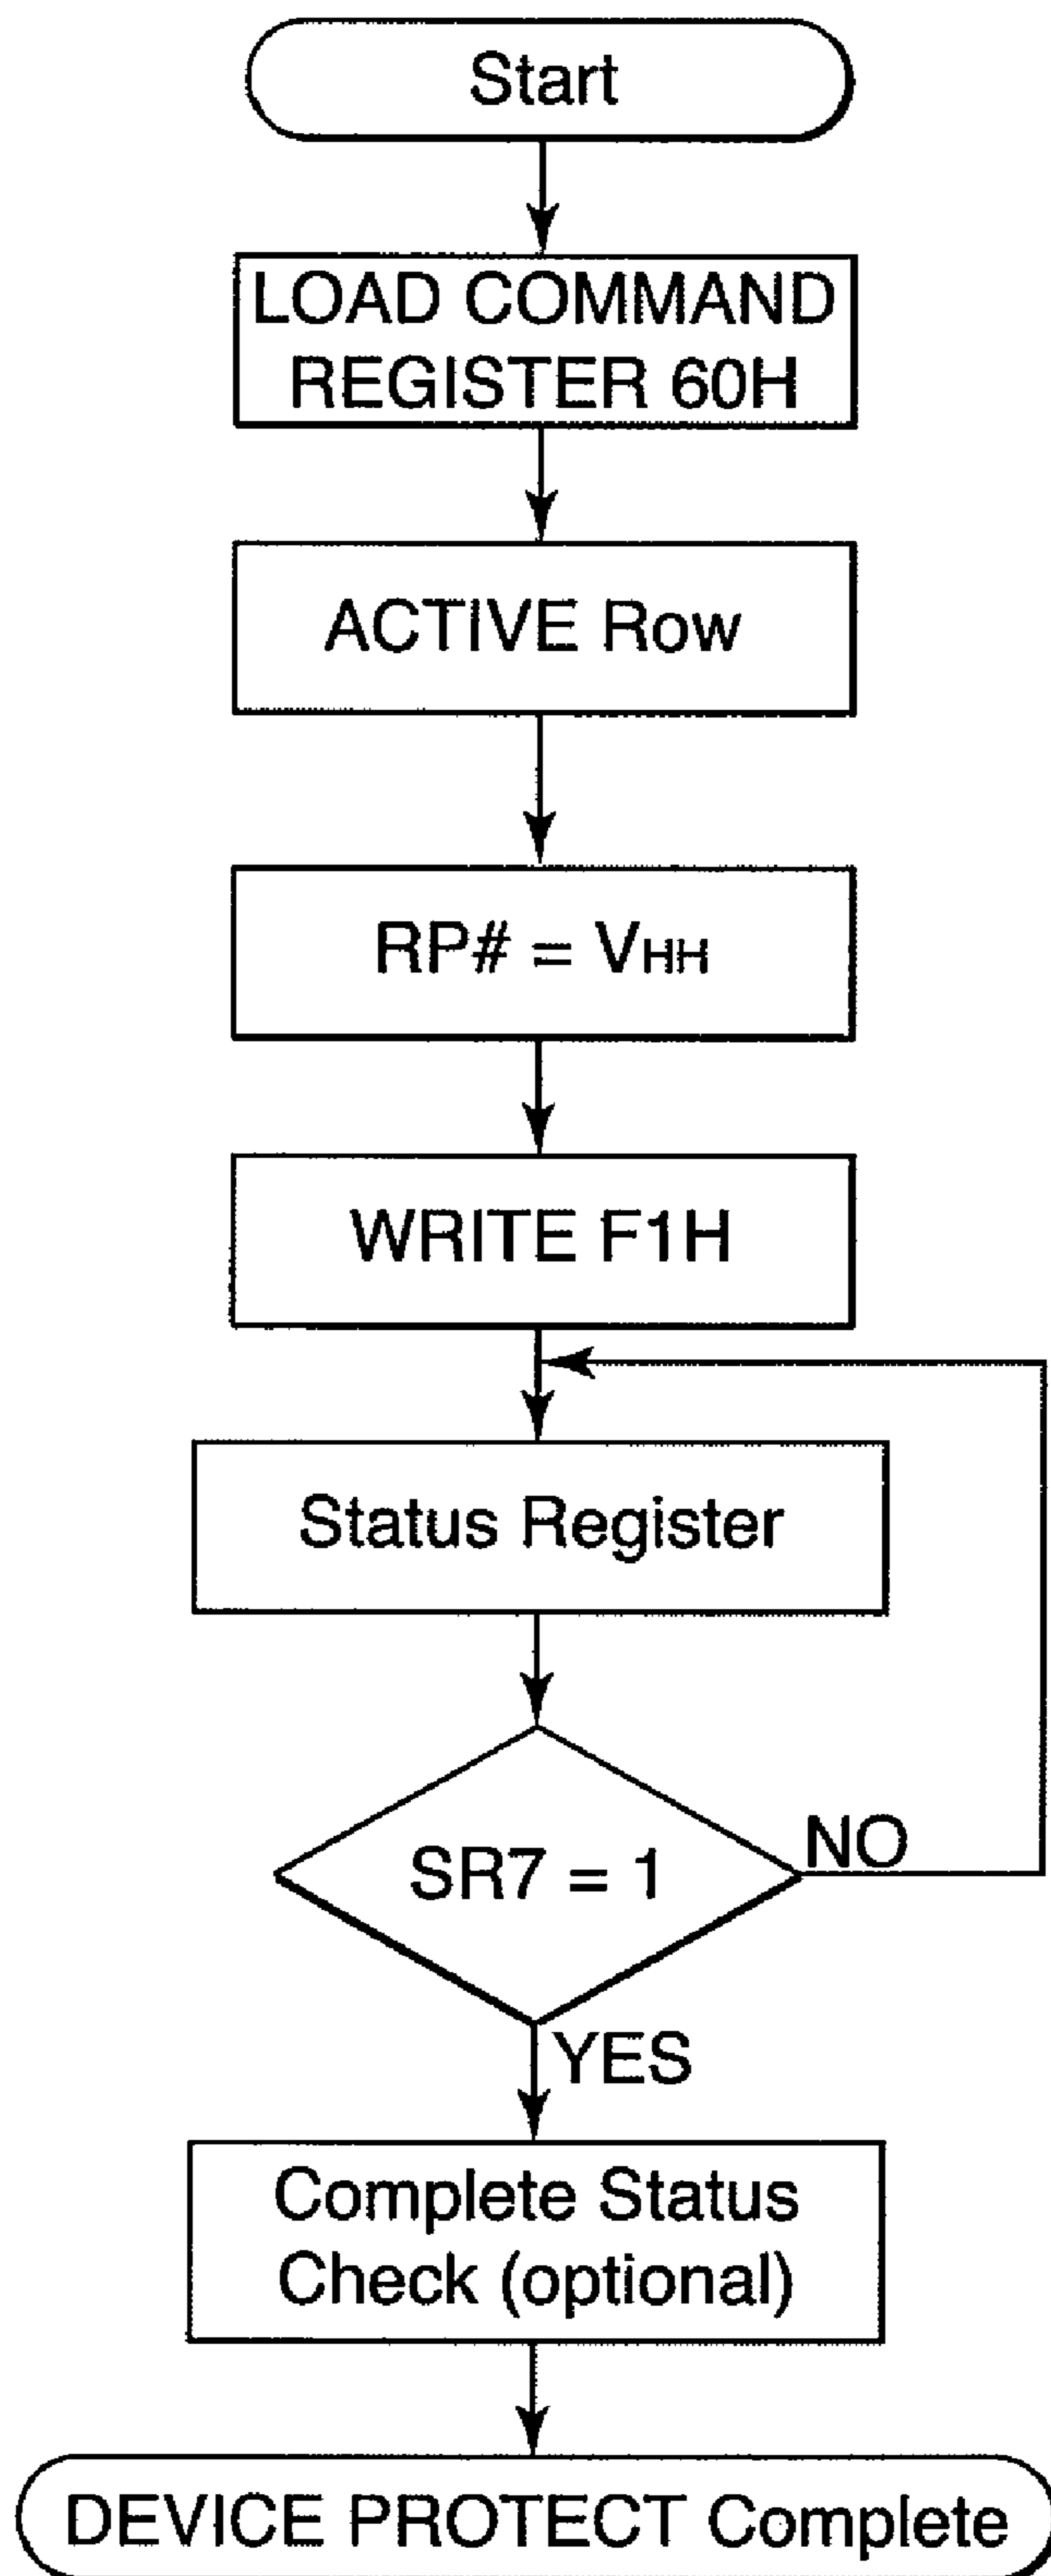 Start
LOAD COMMAND
REGISTER 60H
ACTIVE Row
RP# = VHH
WRITE F1H
Status Register
SR7 = 1
NO
YES
Complete Status
Check (optional)
DEVICE PROTECT Complete